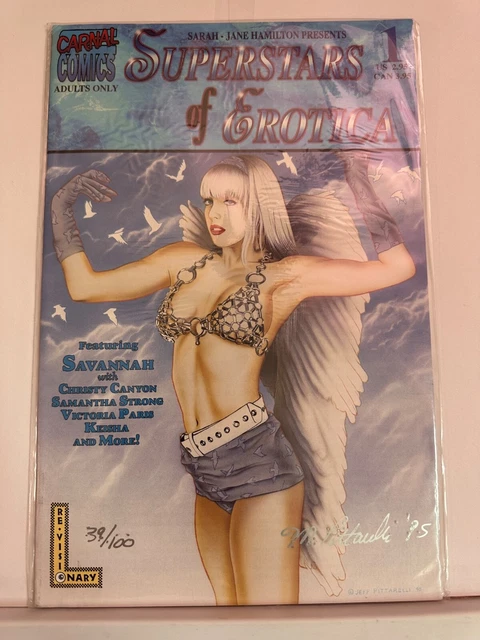 CARNAL
COMICS
ADULTS ONLY
SARAH - JANE HAMILTON PRESENTS
SUPERSTARS
of EROTICA
1
US 2.95
CAN 3.95
Featuring
SAVANNAH
with
CHRISTY CANYON
SAMANTHA STRONG
VICTORIA PARIS
KEISHA
AND MORE!
RE-VISIONARY
39/100
'95